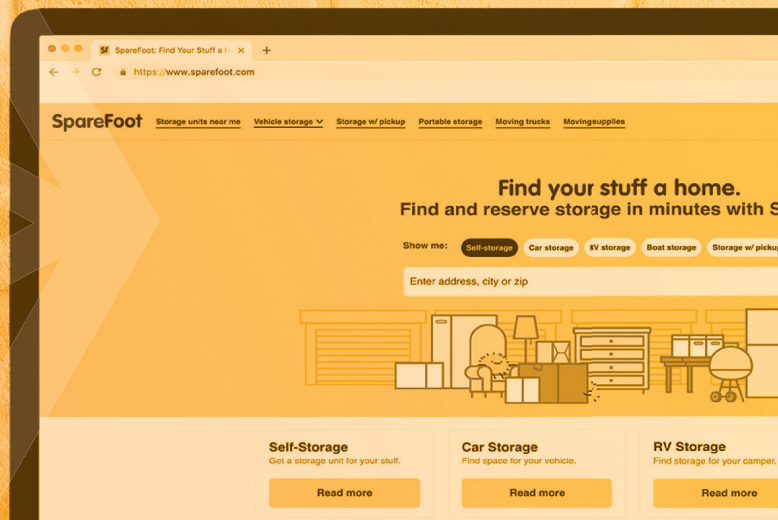 SF SpareFoot: Find Your Stuff a
https://www.sparefoot.com
SpareFoot Storage units near me Vehicle storage Storage w/ pickup Portable storage Moving trucks Movingsupplies
Find your stuff a home.
Find and reserve storage in minutes with S
Show me: Self-storage Car storage RV storage Boat storage Storage w/ pickup
Enter address, city or zip
Self-Storage
Get a storage unit for your stuff.
Read more
Car Storage
Find space for your vehicle.
Read more
RV Storage
Find storage for your camper.
Read more